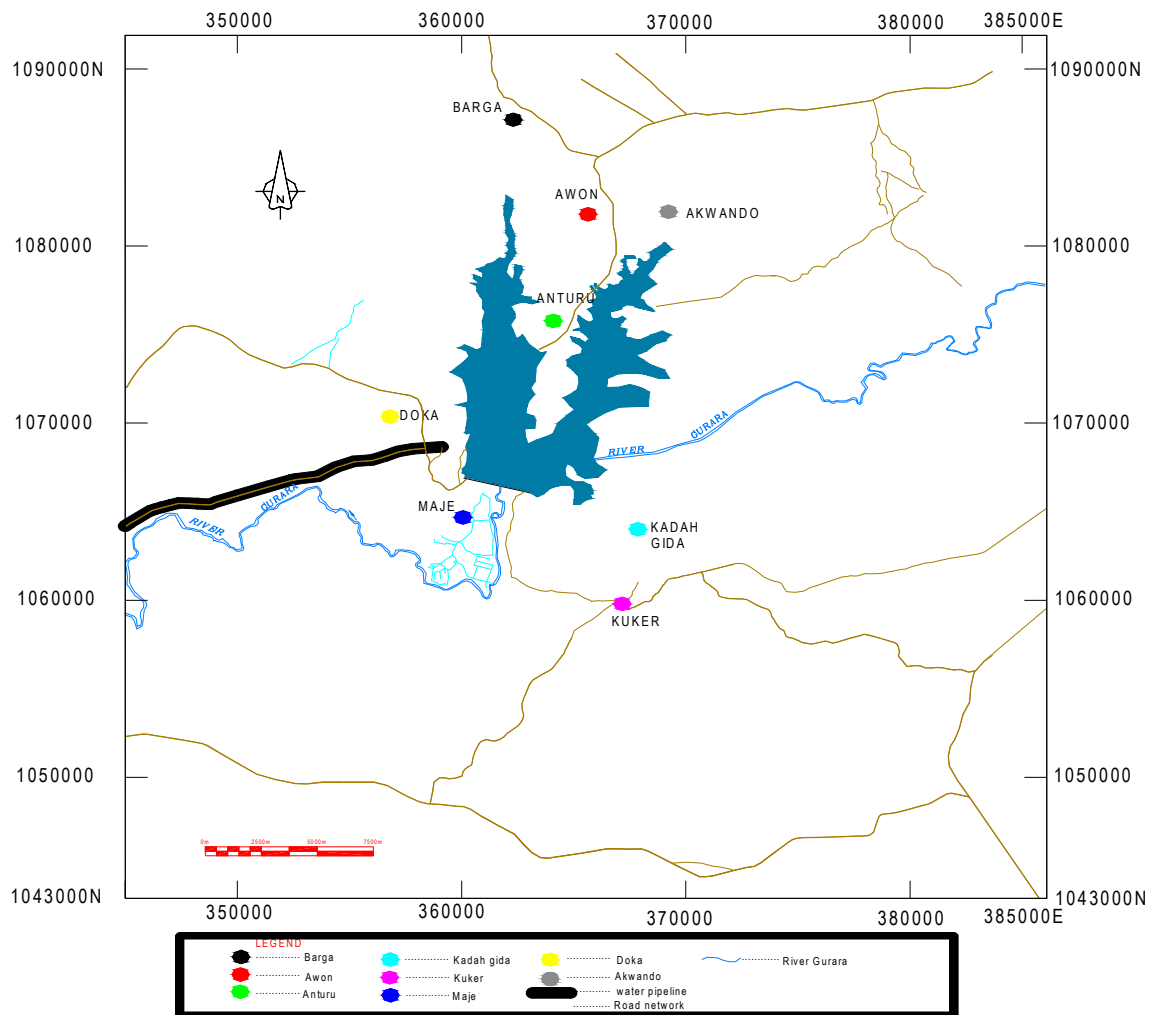 350000 360000 370000 380000 385000E
1090000N 1090000N
BARGA
N
AWON
AKWANDO
1080000 1080000
ANTURU
DOKA
1070000 1070000
RIVER GURARA
RIVER GURARA
MAJE
KADAH
GIDA
1060000 1060000
KUKER
1050000 1050000
0m 2500m 5000m 7500m
1043000N 1043000N
350000 360000 370000 380000 385000E
LEGEND
Barga Kadah gida Doka River Gurara
Awon Kuker Akwando
Anturu Maje water pipeline
Road network